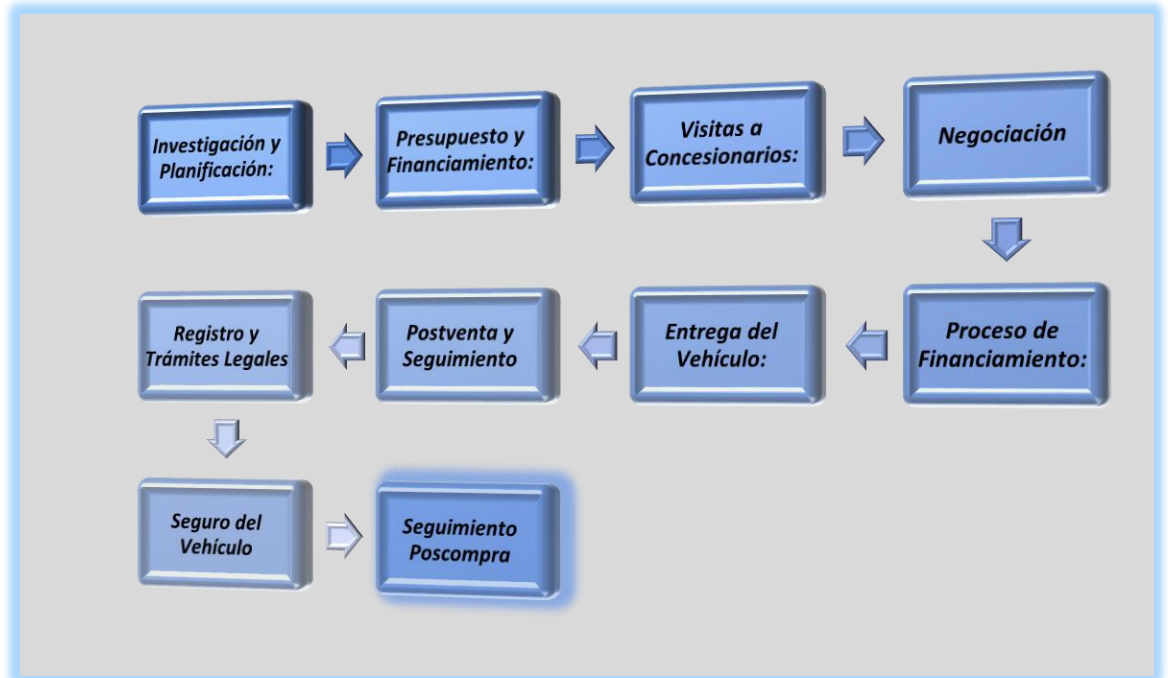 Investigación y
Planificación:
Presupuesto y
Financiamiento:
Visitas a
Concesionarios:
Negociación
Proceso de
Financiamiento:
Entrega del
Vehículo:
Postventa y
Seguimiento
Registro y
Trámites Legales
Seguro del
Vehículo
Seguimiento
Poscompra